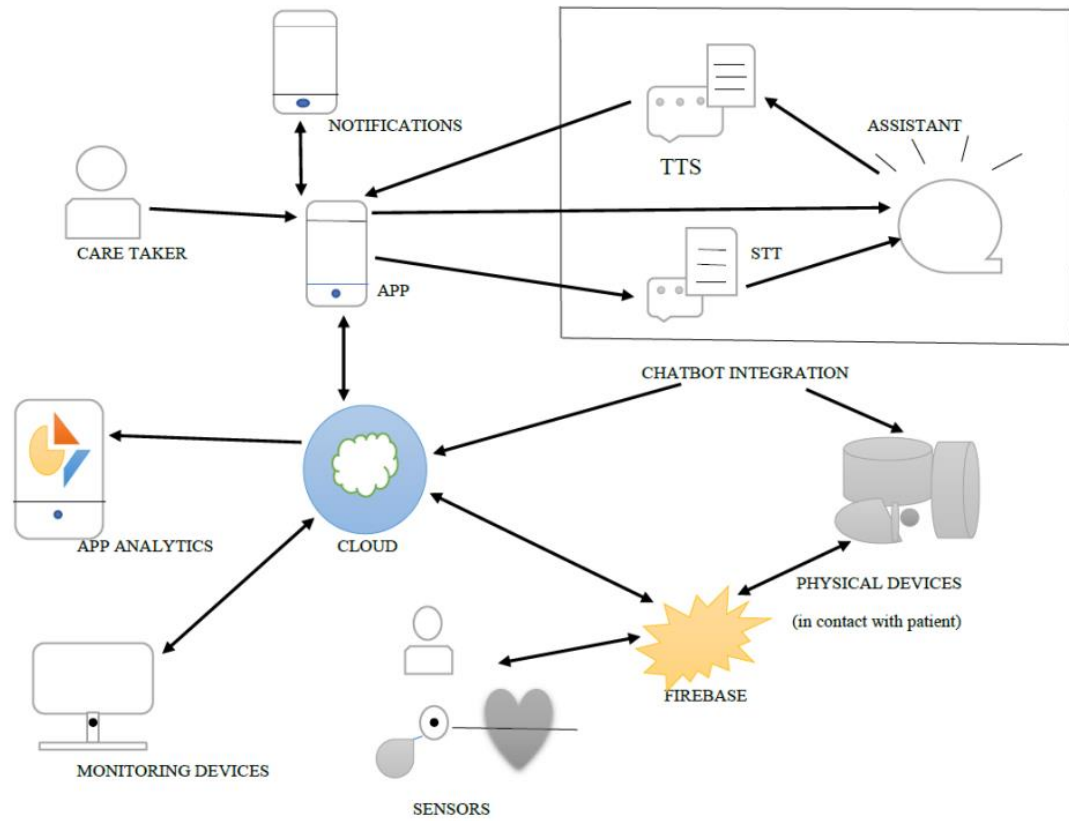 NOTIFICATIONS
ASSISTANT
TTS
CARE TAKER
STT
APP
CHATBOT INTEGRATION
APP ANALYTICS
CLOUD
PHYSICAL DEVICES
(in contact with patient)
FIREBASE
MONITORING DEVICES
SENSORS